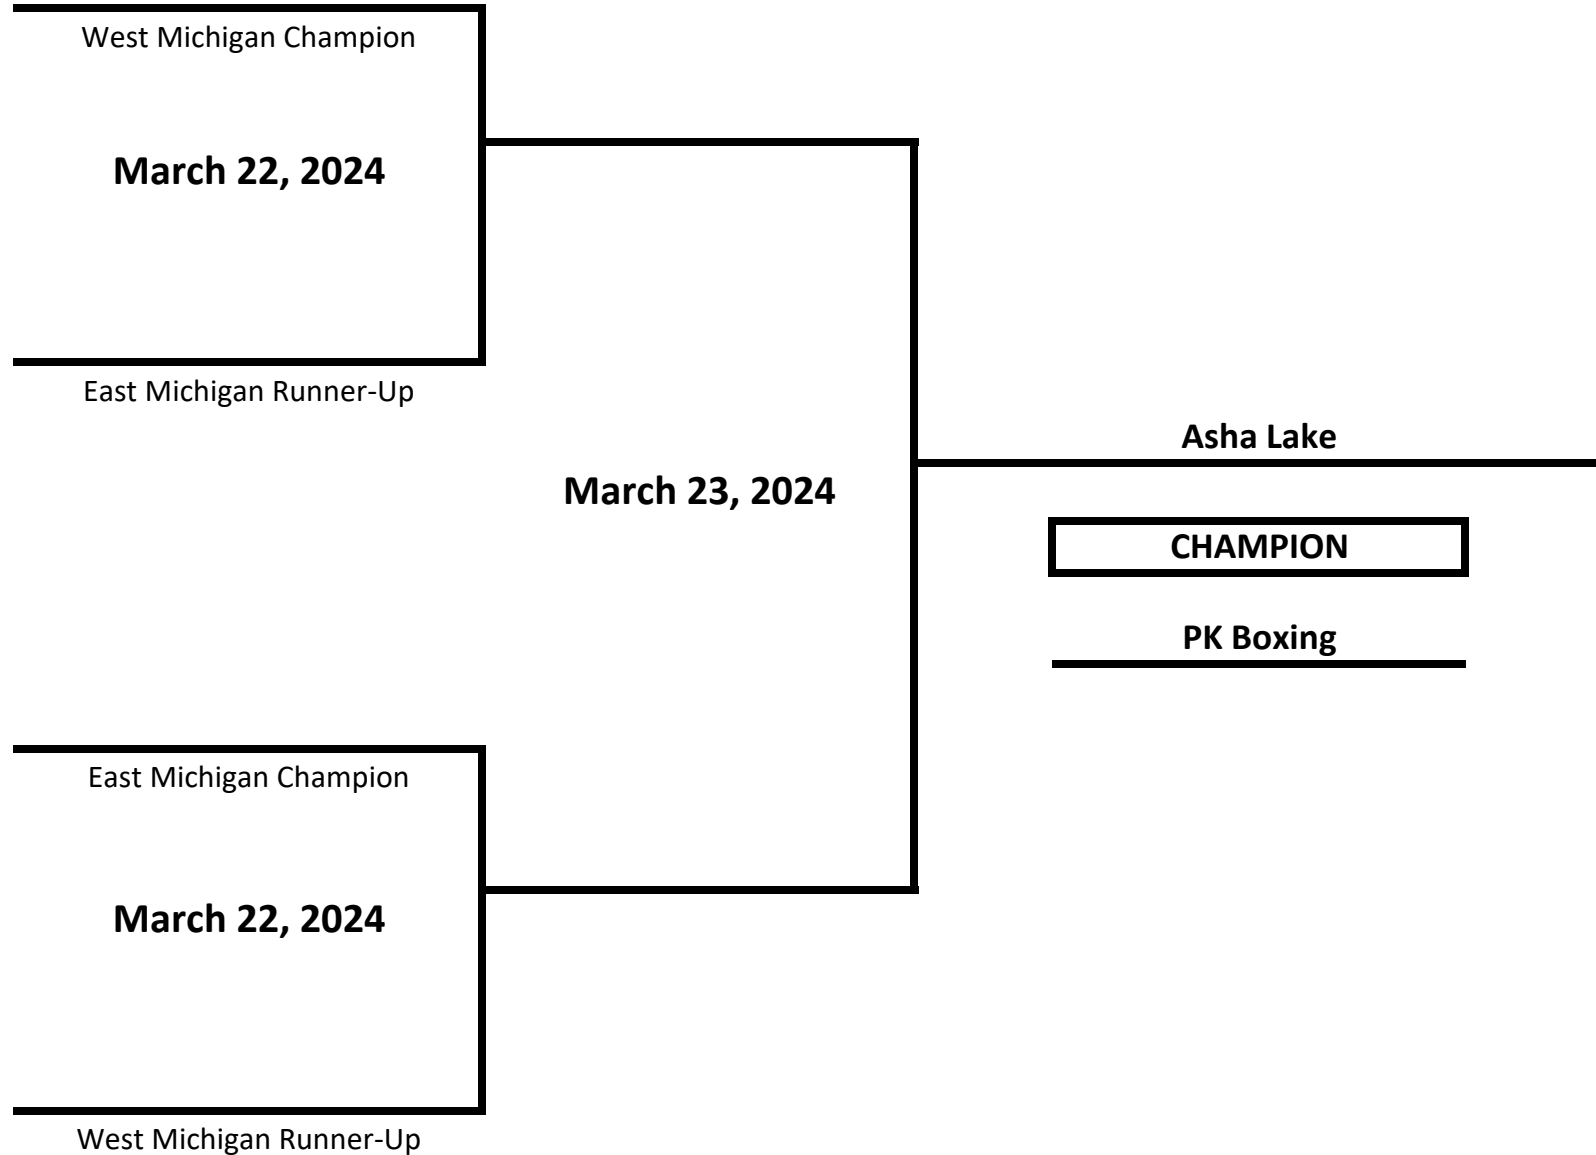 West Michigan Champion
March 22, 2024
East Michigan Runner-Up
March 23, 2024
Asha Lake
CHAMPION
PK Boxing
East Michigan Champion
March 22, 2024
West Michigan Runner-Up